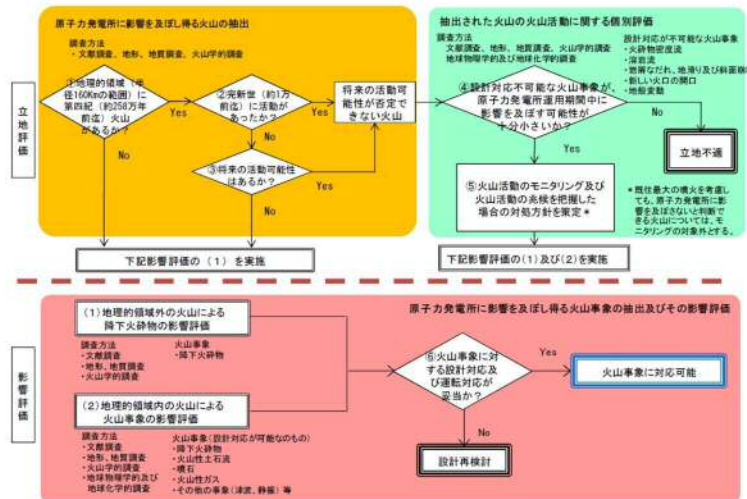 原子力発電所に影響を及ぼし得る火山の抽出
調査方法
・文献調査、地形、地質調査、火山学的調査
①地理的領域（半
径160Kmの範囲）に
第四紀（約258万年
前迄）火山
があるか？
Yes
No
②完新世（約1万
前迄）に活動が
あったか？
Yes
No
③将来の活動可能性
はあるか？
Yes
No
将来の活動可能
性が否定で
きない火山
下記影響評価の（1）を実施
立地評価
抽出された火山の火山活動に関する個別評価
調査方法
文献調査、地形、地質調査、火山学的調査
地球物理学的及び地球化学的調査
設計対応が不可能な火山事象
・火砕物密度流
・溶岩流
・岩屑なだれ、地滑り及び斜面崩
・新しい火口の開口
・地殻変動
④設計対応不可能な火山事象が、
原子力発電所運用期間中に
影響を及ぼす可能性が
十分小さいか？
No
Yes
立地不適
⑤火山活動のモニタリング及び
火山活動の兆候を把握した
場合の対処方針を策定＊
＊既往最大の噴火を考慮し
ても、原子力発電所に影
響を及ぼさないと判断で
きる火山については、モ
ニタリングの対象外とする。
下記影響評価の（1）及び（2）を実施
影響評価
原子力発電所に影響を及ぼし得る火山事象の抽出及びその影響評価
（1）地理的領域外の火山による
降下火砕物の影響評価
調査方法
・文献調査
・地形、地質調査
・火山学的調査
火山事象
・降下火砕物
（2）地理的領域内の火山による
火山事象の影響評価
調査方法
・文献調査
・地形、地質調査
・火山学的調査
・地球物理学的及び
地球化学的調査
火山事象（設計対応が可能なのもの）
・降下火砕物
・火山性土石流
・噴石
・火山性ガス
・その他の事象（津波、静振）等
⑥火山事象に対
する設計対応及
び運転対応が
妥当か？
Yes
No
火山事象に対応可能
設計再検討